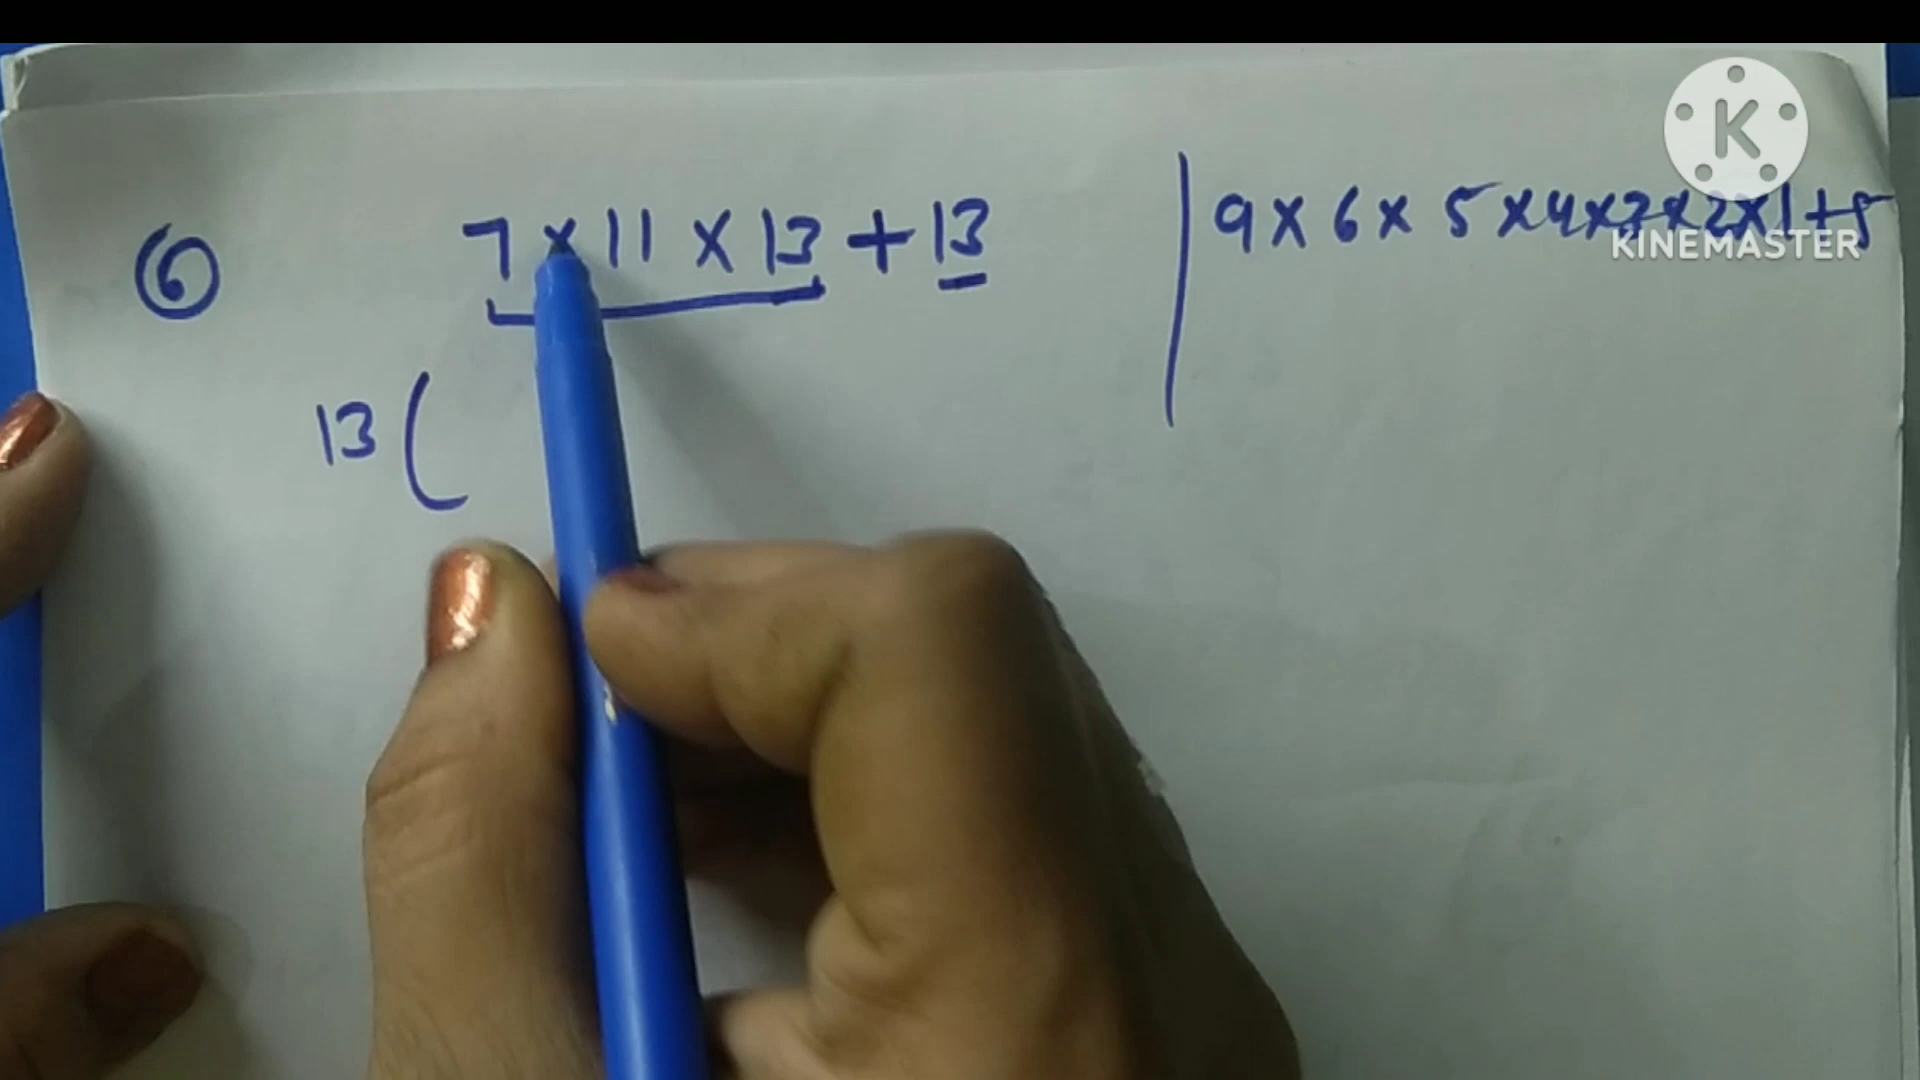 ⑥ 7 × 11 × 13 + 13 | 9 × 6 × 5 × 4 × 3 × 2 × 1 + 5
13 (
K
KINEMASTER